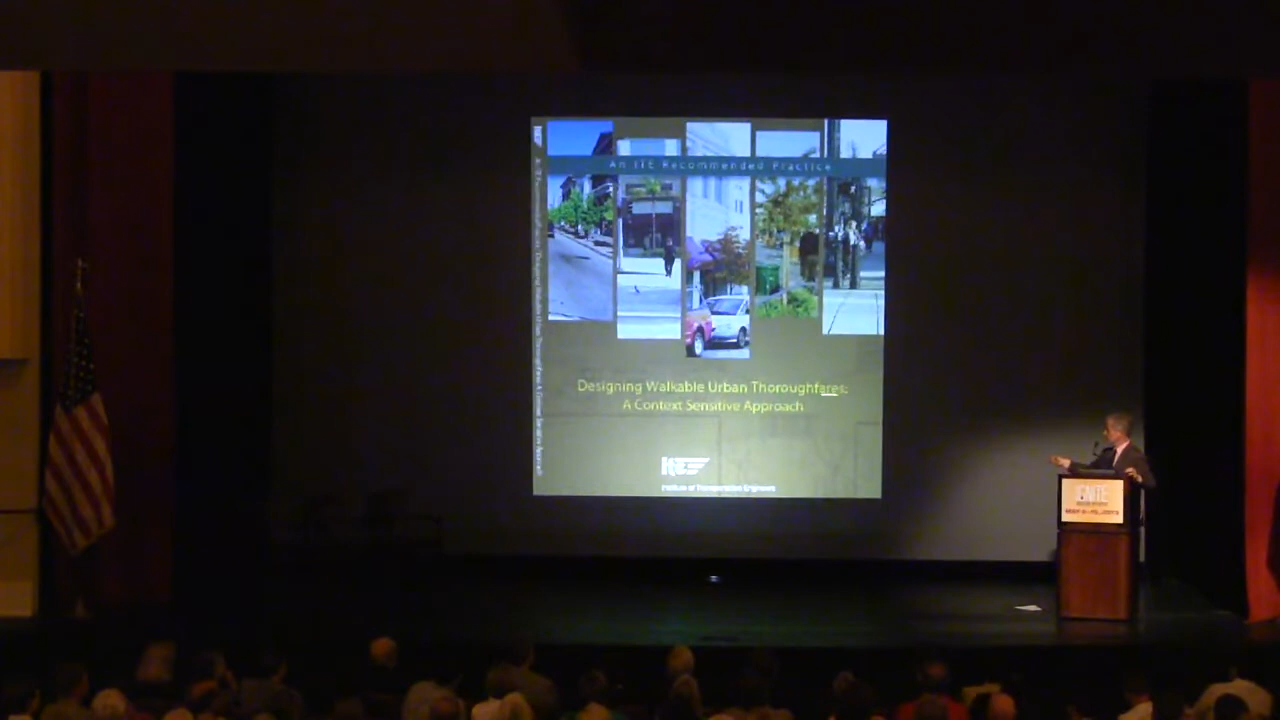 An ITE Recommended Practice
Designing Walkable Urban Thoroughfares:
A Context Sensitive Approach
ite
Institute of Transportation Engineers
IGNITE